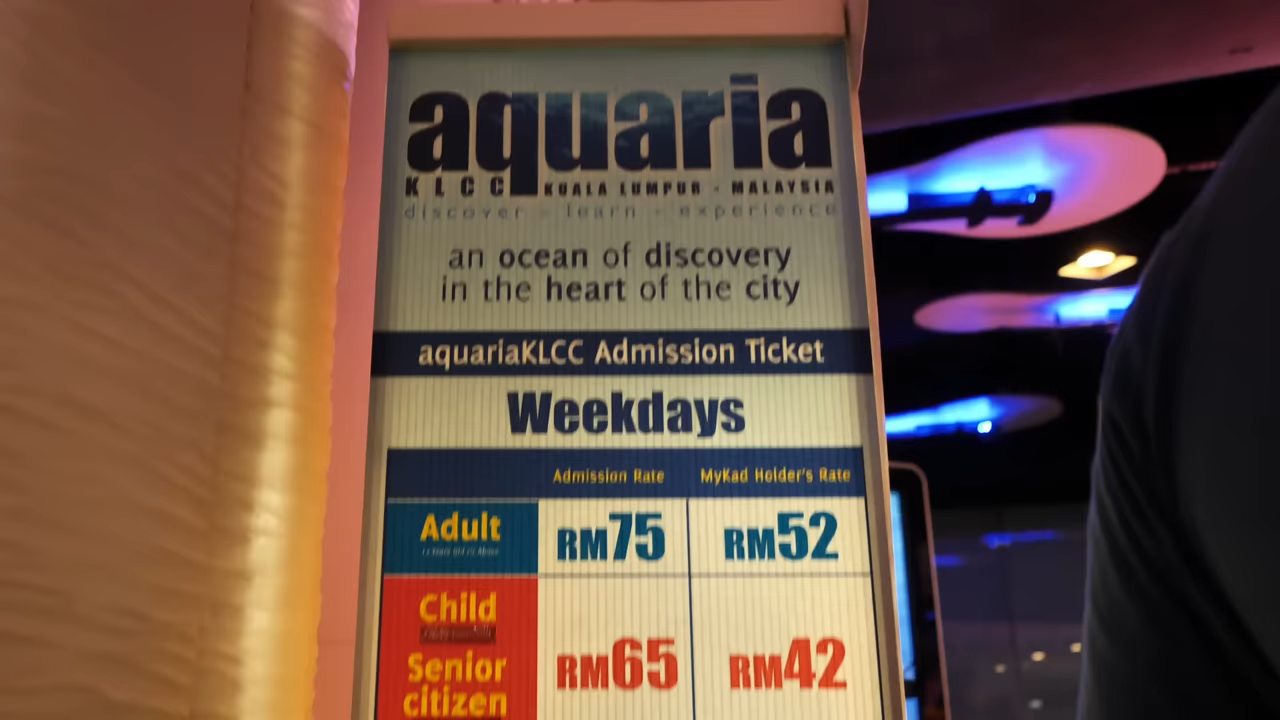 aquaria
KLCC KUALA LUMPUR - MALAYSIA
discover - learn - experience
an ocean of discovery
in the heart of the city
aquariaKLCC Admission Ticket
Weekdays
Admission Rate MyKad Holder's Rate
Adult RM75 RM52
Child
Senior
citizen
RM65 RM42